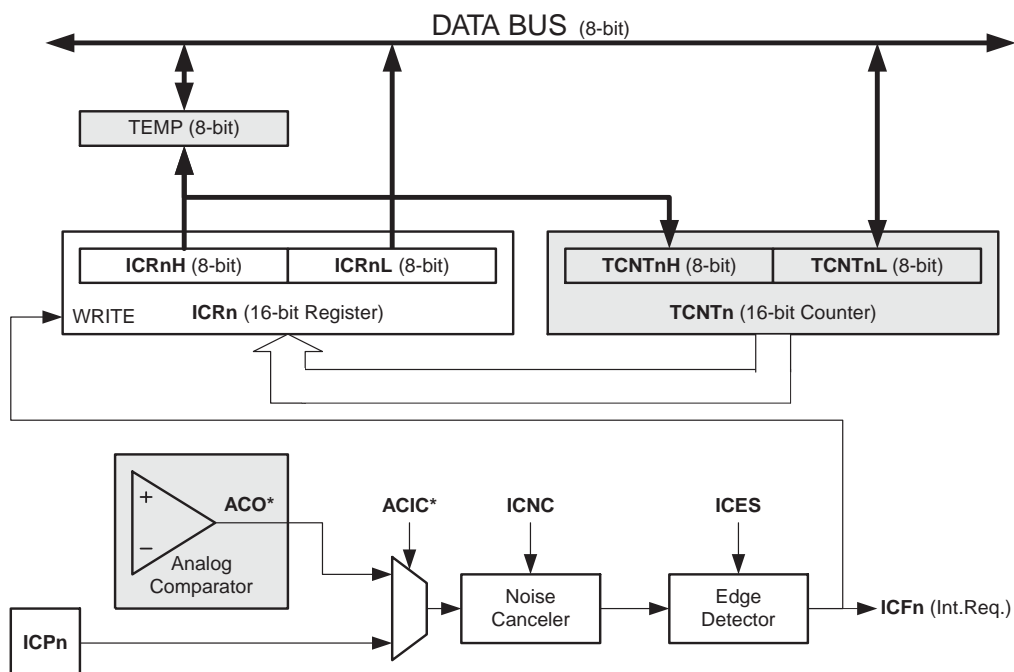 DATA BUS (8-bit)
TEMP (8-bit)
ICRnH (8-bit) ICRnL (8-bit) TCNTnH (8-bit) TCNTnL (8-bit)
WRITE ICRn (16-bit Register) TCNTn (16-bit Counter)
+
ACO* ACIC* ICNC ICES
−
Analog
Comparator
Noise
Canceler
Edge
Detector
ICFn (Int.Req.)
ICPn